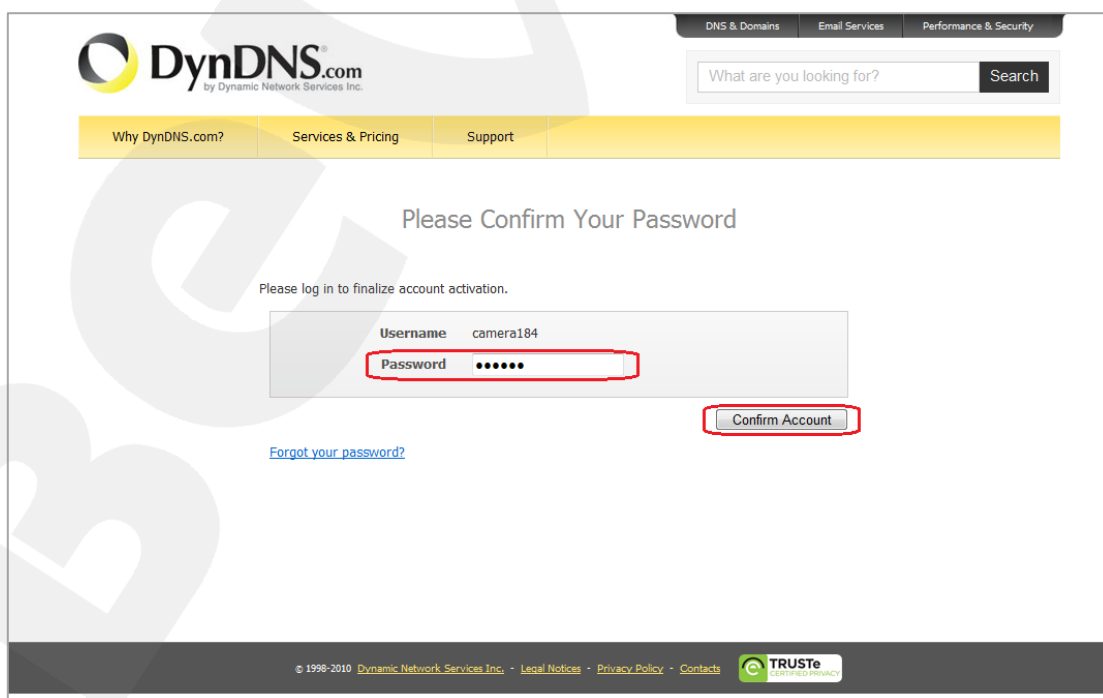 DNS & Domains Email Services Performance & Security
DynDNS.com
by Dynamic Network Services Inc.
What are you looking for? Search
Why DynDNS.com? Services & Pricing Support
Please Confirm Your Password
Please log in to finalize account activation.
Username camera184
Password ••••••
Confirm Account
Forgot your password?
© 1998-2010 Dynamic Network Services Inc. - Legal Notices - Privacy Policy - Contacts
TRUSTe
CERTIFIED PRIVACY
Bew